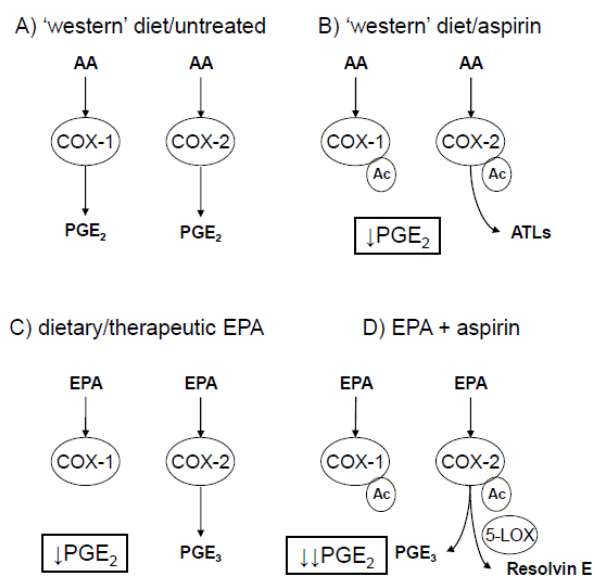 A) ‘western’ diet/untreated
B) ‘western’ diet/aspirin
AA AA AA AA
COX-1 COX-2 COX-1 COX-2
Ac Ac
PGE₂ PGE₂ ↓PGE₂ ATLs
C) dietary/therapeutic EPA
D) EPA + aspirin
EPA EPA EPA EPA
COX-1 COX-2 COX-1 COX-2
Ac Ac
5-LOX
↓PGE₂ PGE₃ ↓↓PGE₂ PGE₃
Resolvin E